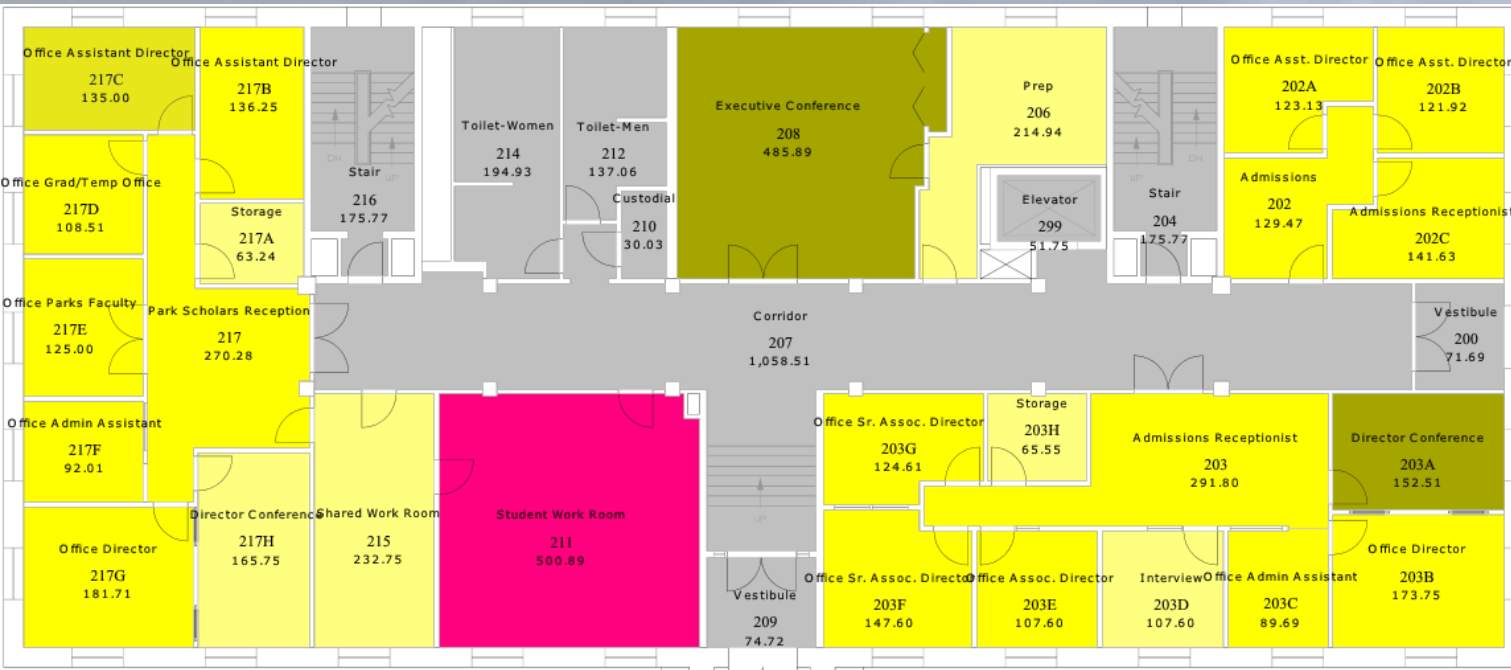 Office Assistant Director
217C
135.00
Office Assistant Director
217B
136.25
Office Grad/Temp Office
217D
108.51
Storage
217A
63.24
Office Parks Faculty
217E
125.00
Park Scholars Reception
217
270.28
Office Admin Assistant
217F
92.01
Office Director
217G
181.71
Director Conference
217H
165.75
Stair
216
175.77
DN
UP
Toilet-Women
214
194.93
Toilet-Men
212
137.06
Custodial
210
30.03
Executive Conference
208
485.89
Prep
206
214.94
Elevator
299
51.75
Stair
204
175.77
UP
DN
Office Asst. Director
202A
123.13
Office Asst. Director
202B
121.92
Admissions
202
129.47
Admissions Receptionist
202C
141.63
Corridor
207
1,058.51
Vestibule
200
71.69
Shared Work Room
215
232.75
Student Work Room
211
500.89
UP
Vestibule
209
74.72
Office Sr. Assoc. Director
203G
124.61
Storage
203H
65.55
Admissions Receptionist
203
291.80
Director Conference
203A
152.51
Office Sr. Assoc. Director
203F
147.60
Office Assoc. Director
203E
107.60
Interview
203D
107.60
Office Admin Assistant
203C
89.69
Office Director
203B
173.75